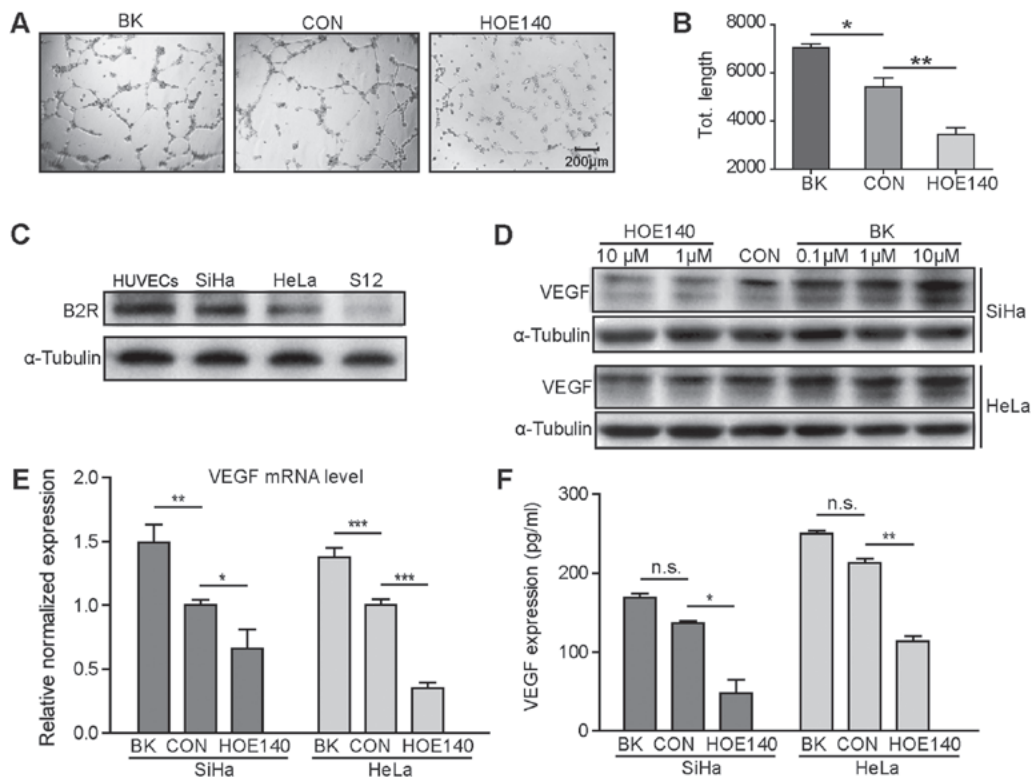 A
BK
CON
HOE140
200μm
B
8000
6000
4000
2000
Tot. length
*
**
BK CON HOE140
C
HUVECs SiHa HeLa S12
B2R
α-Tubulin
D
HOE140 BK
10 μM 1μM CON 0.1μM 1μM 10μM
VEGF
α-Tubulin
SiHa
VEGF
α-Tubulin
HeLa
E
VEGF mRNA level
Relative normalized expression
2.0
1.5
1.0
0.5
0.0
**
*
***
***
BK CON HOE140 BK CON HOE140
SiHa HeLa
F
VEGF expression (pg/ml)
300
200
100
0
n.s.
*
n.s.
**
BK CON HOE140 BK CON HOE140
SiHa HeLa